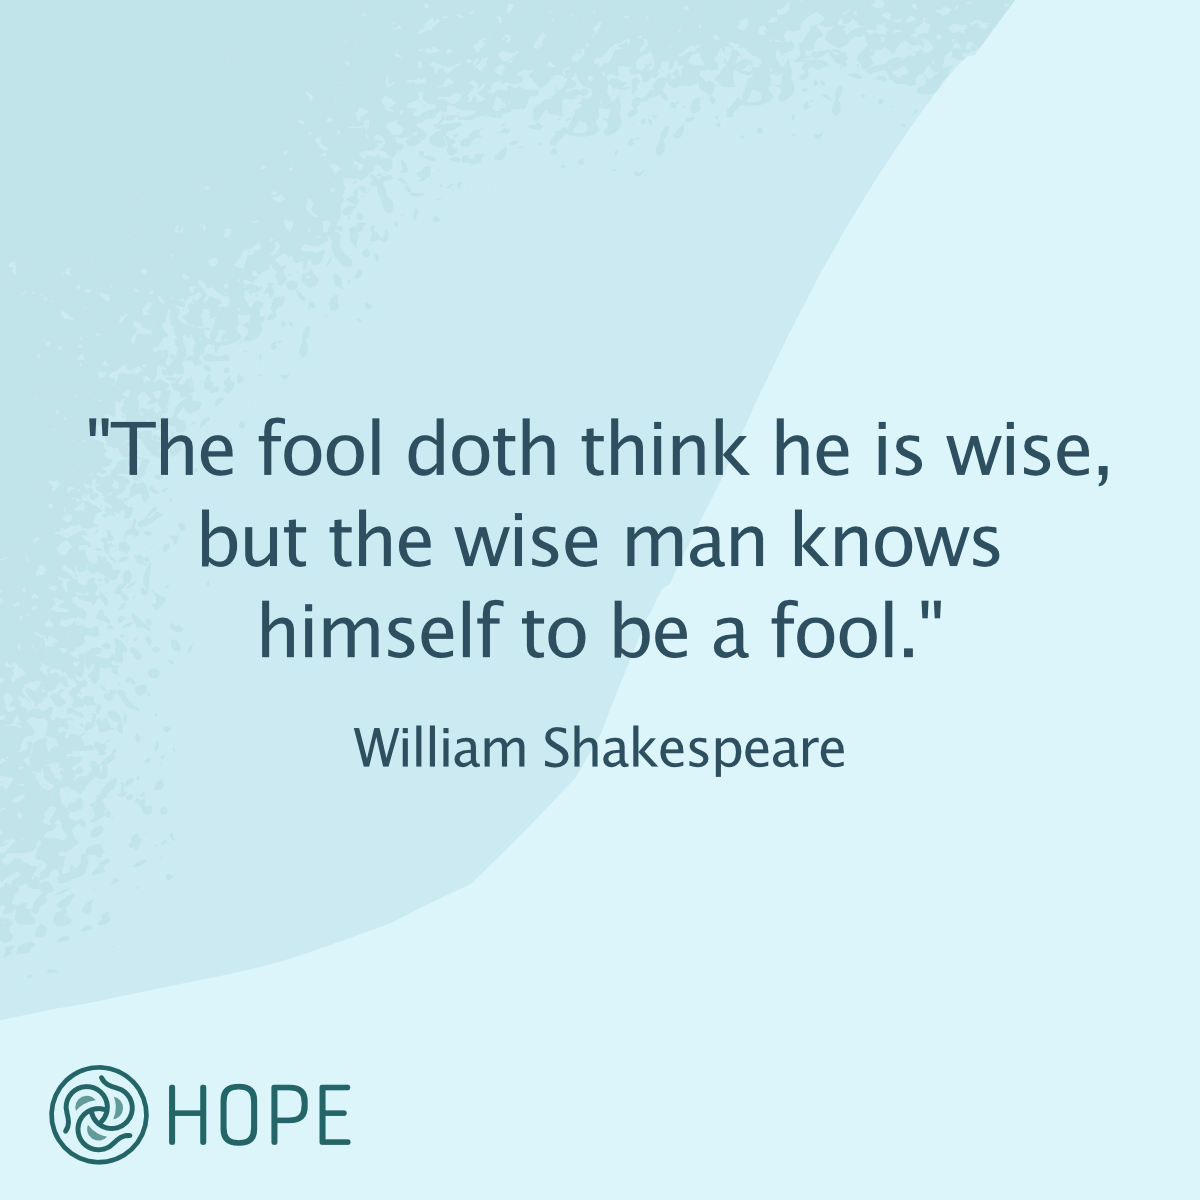 "The fool doth think he is wise,
but the wise man knows
himself to be a fool."
William Shakespeare
HOPE